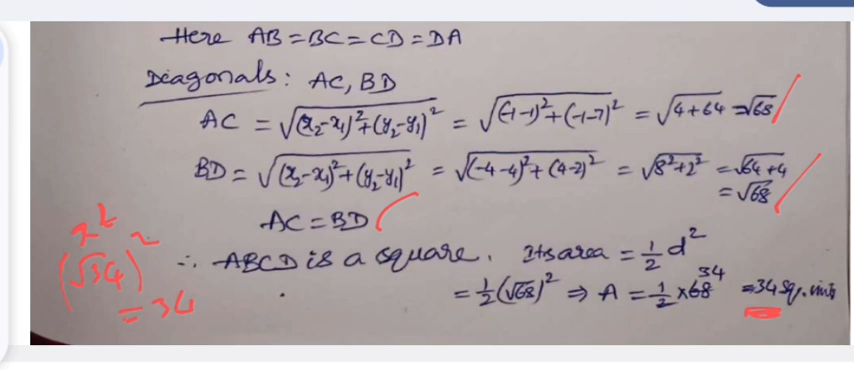 Here AB = BC = CD = DA
Diagonals : AC, BD
AC = √(x₂-x₁)²+(y₂-y₁)² = √(-1-1)²+(-1-7)² = √4+64 = √68
BD = √(x₂-x₁)²+(y₂-y₁)² = √(-4-4)²+(4-2)² = √8²+2² = √64+4
= √68
AC = BD
∴ ABCD is a square. Its area = 1/2 d²
= 1/2 (√68)² ⇒ A = 1/2 × 68 34 = 34 Sq. units
(√34)²
= 34